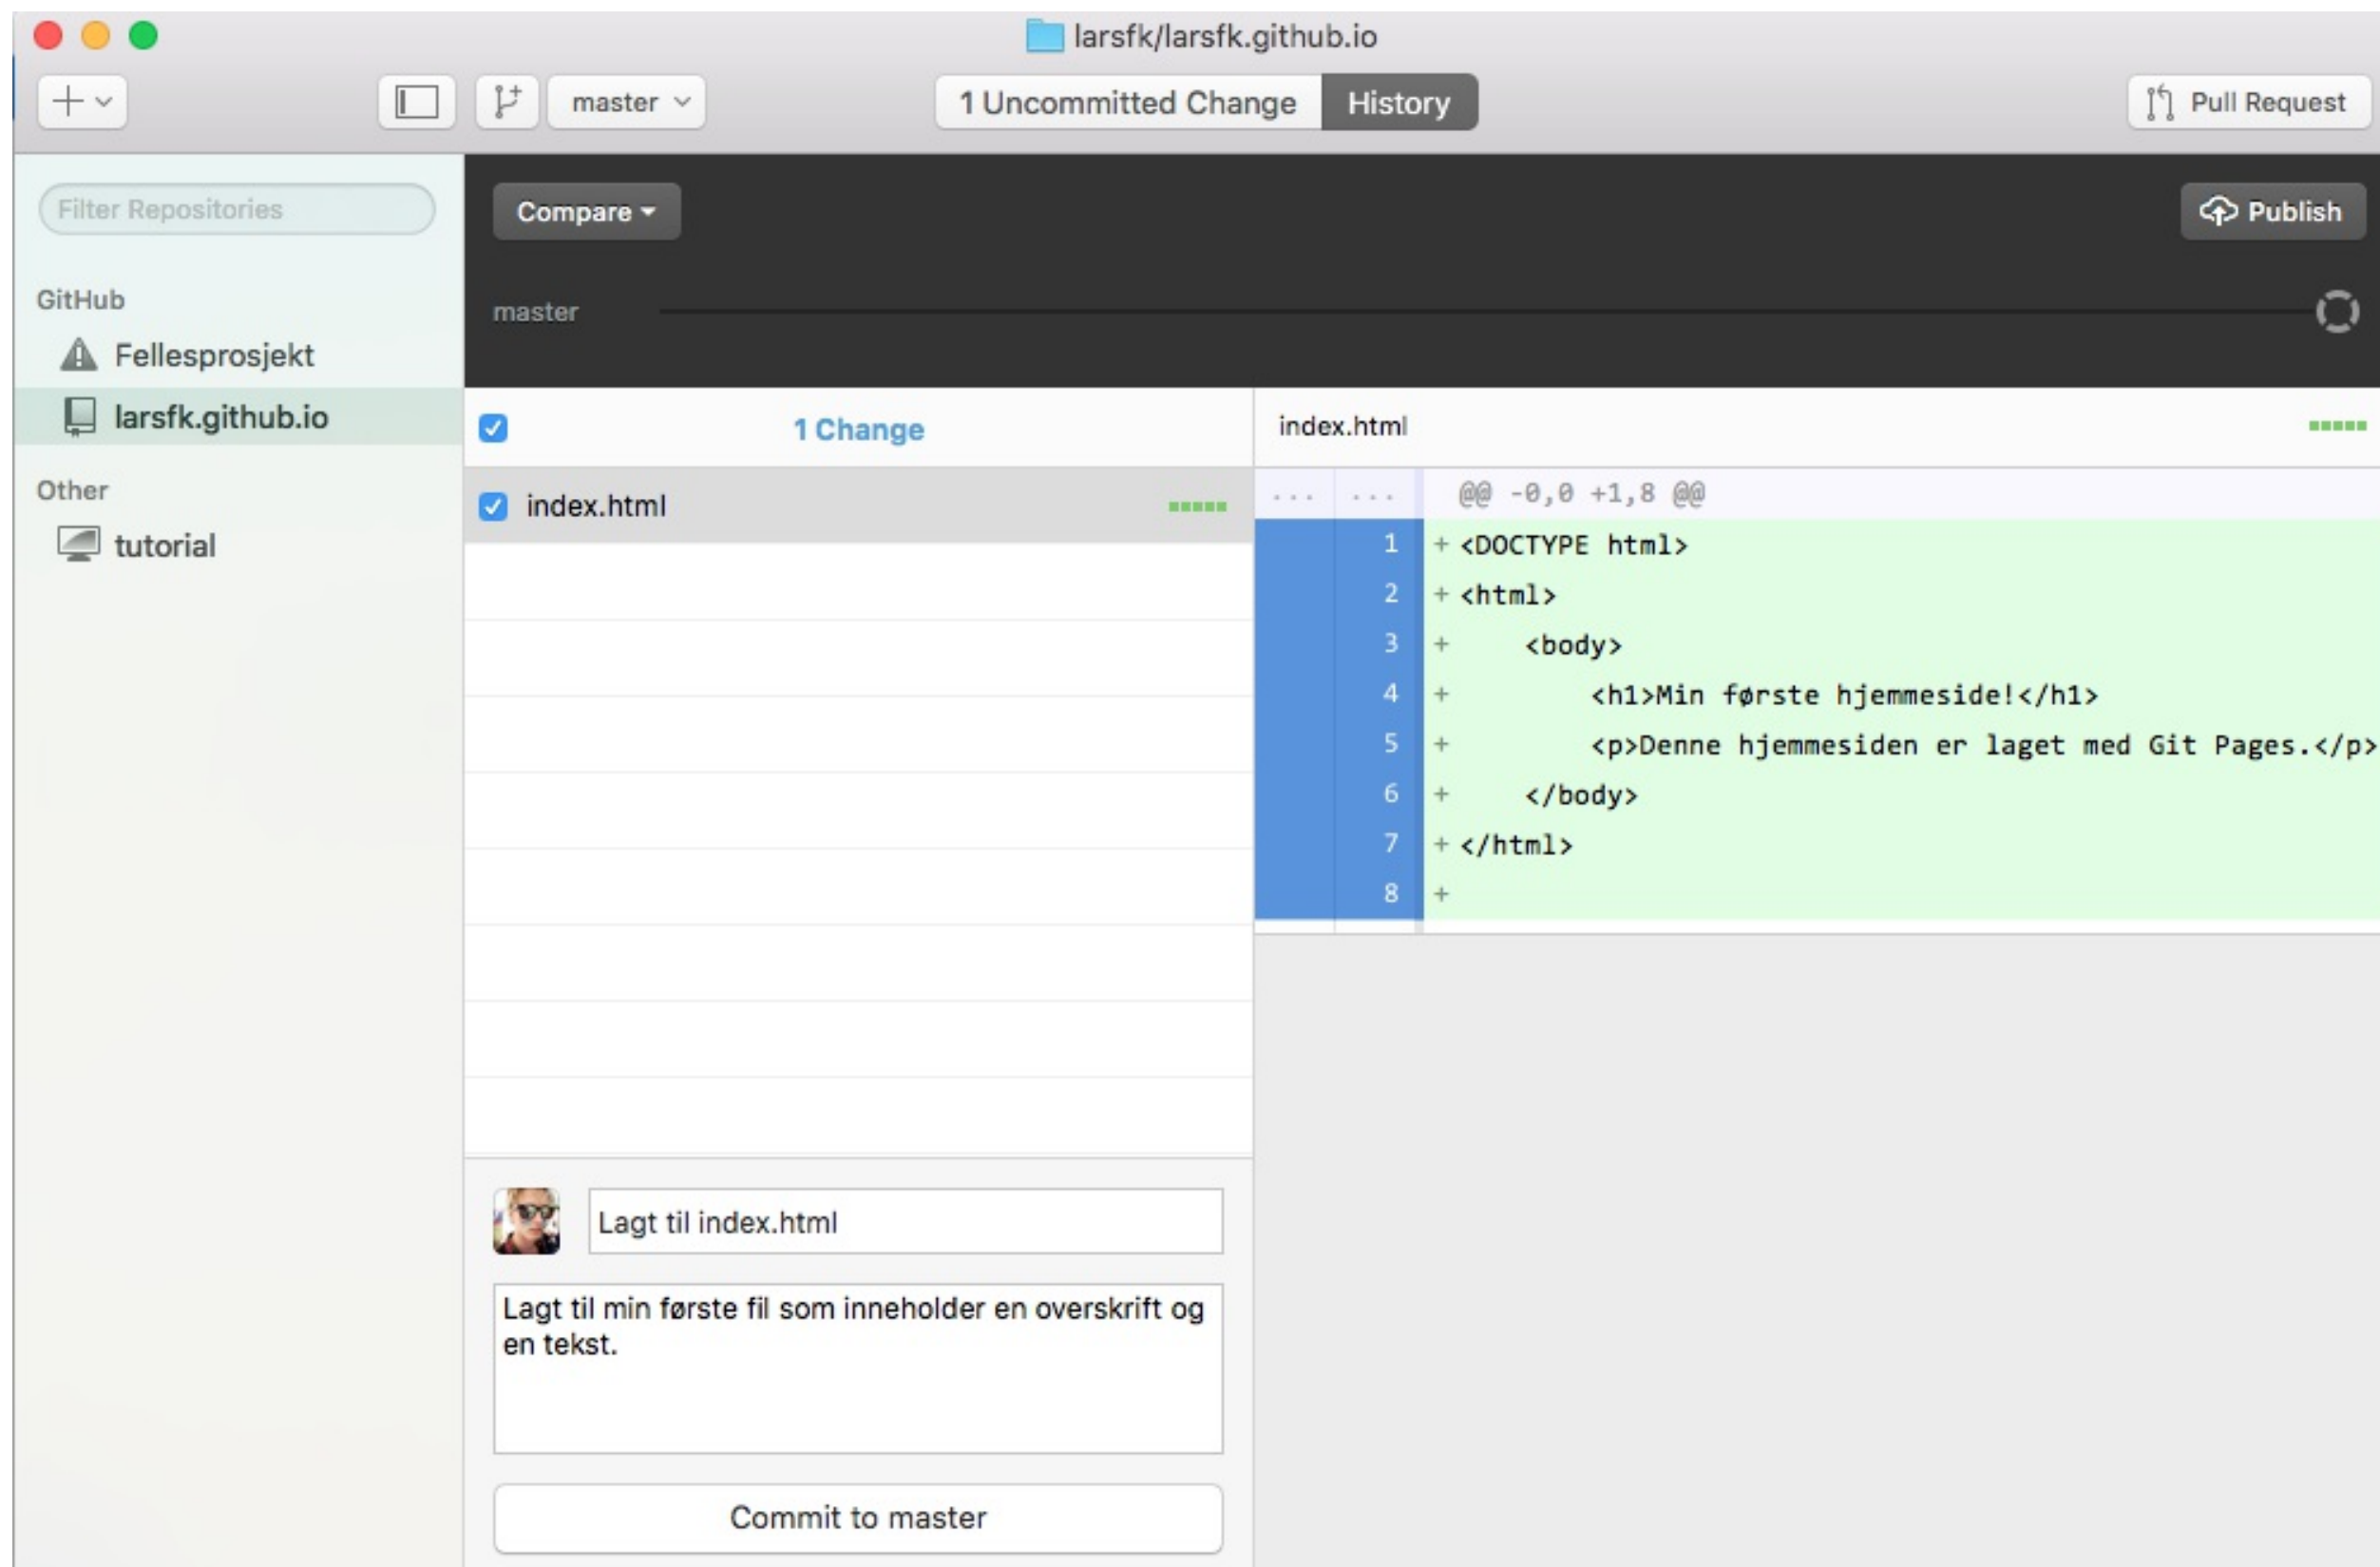 larsfk/larsfk.github.io
master
1 Uncommitted Change
History
Pull Request
Filter Repositories
GitHub
Fellesprosjekt
larsfk.github.io
Other
tutorial
Compare
Publish
master
1 Change
index.html
Lagt til index.html
Lagt til min første fil som inneholder en overskrift og
en tekst.
Commit to master
index.html
... ... @@ -0,0 +1,8 @@
1 + <DOCTYPE html>
2 + <html>
3 + <body>
4 + <h1>Min første hjemmeside!</h1>
5 + <p>Denne hjemmesiden er laget med Git Pages.</p>
6 + </body>
7 + </html>
8 +